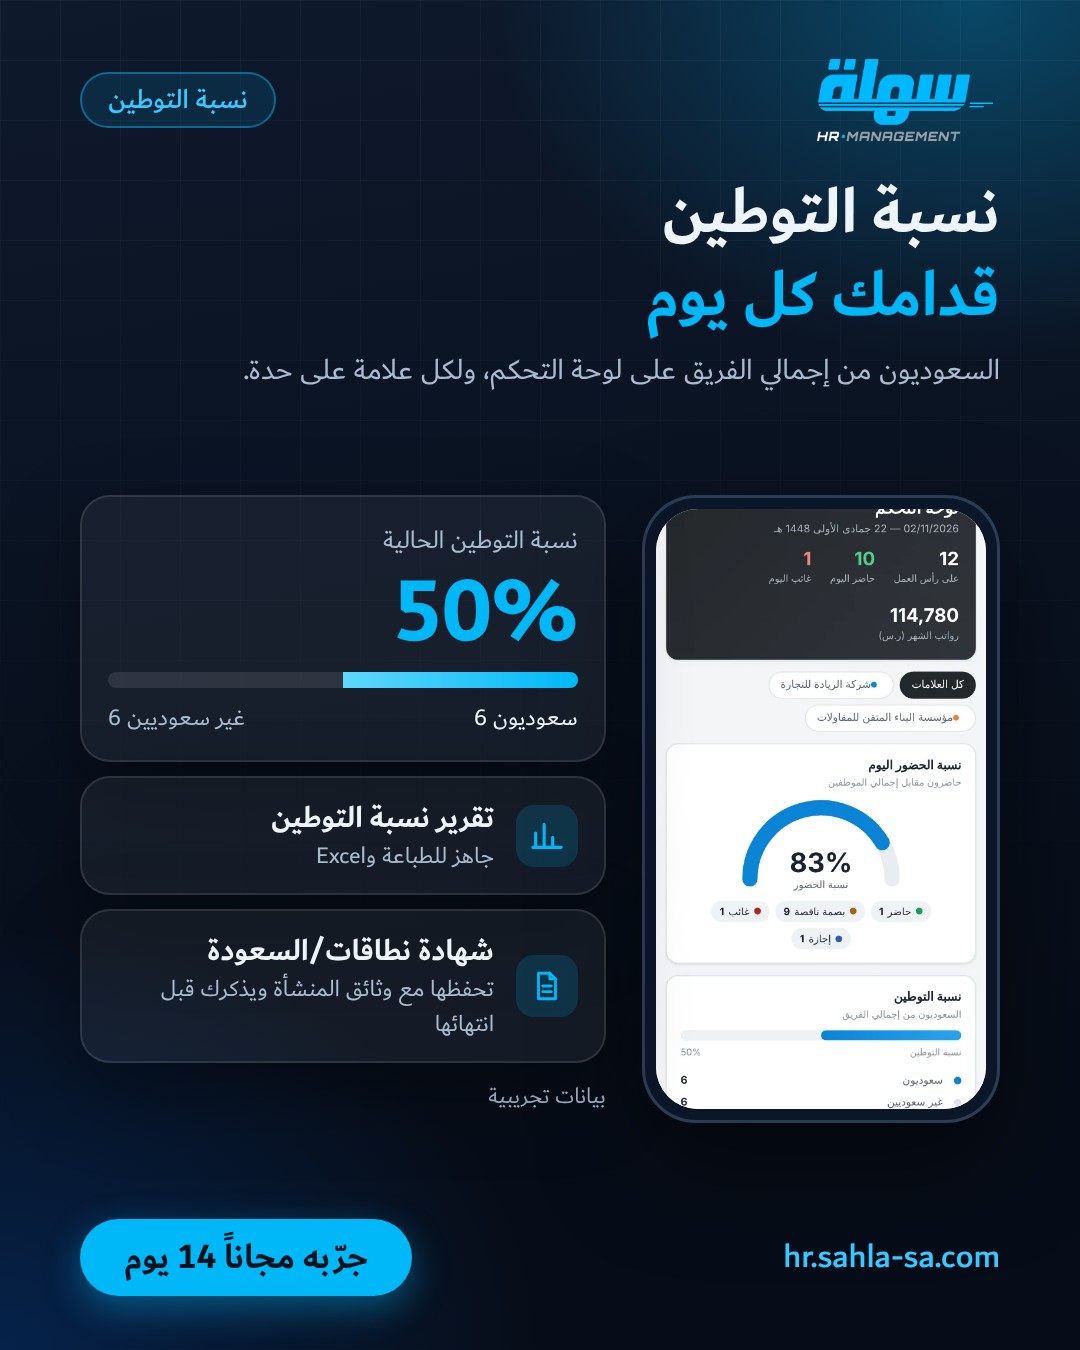 سهلة
HR·MANAGEMENT
نسبة التوطين
نسبة التوطين
قدامك كل يوم
السعوديون من إجمالي الفريق على لوحة التحكم، ولكل علامة على حدة.
لوحة التحكم
02/11/2026 — 22 جمادى الأولى 1448 هـ
12
على رأس العمل
10
حاضر اليوم
1
غائب اليوم
114,780
رواتب الشهر (ر.س)
كل العلامات
شركة الريادة للتجارة
مؤسسة البناء المتقن للمقاولات
نسبة الحضور اليوم
حاضرون مقابل إجمالي الموظفين
83%
نسبة الحضور
حاضر 1
بصمة ناقصة 9
غائب 1
إجازة 1
نسبة التوطين
السعوديون من إجمالي الفريق
نسبة التوطين
50%
سعوديون
6
غير سعوديين
6
نسبة التوطين الحالية
50%
سعوديون 6
غير سعوديين 6
تقرير نسبة التوطين
جاهز للطباعة وExcel
شهادة نطاقات/السعودة
تحفظها مع وثائق المنشأة ويذكرك قبل
انتهائها
بيانات تجريبية
hr.sahla-sa.com
جرّبه مجاناً 14 يوم